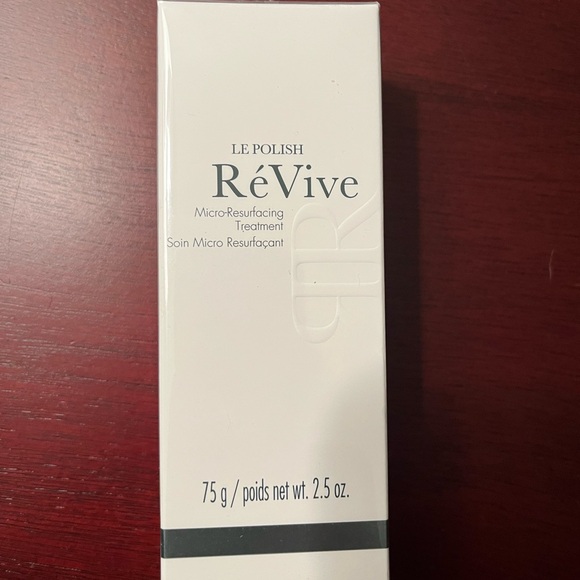 LE POLISH
RéVive
Micro-Resurfacing
Treatment
Soin Micro Resurfaçant
75 g / poids net wt. 2.5 oz.